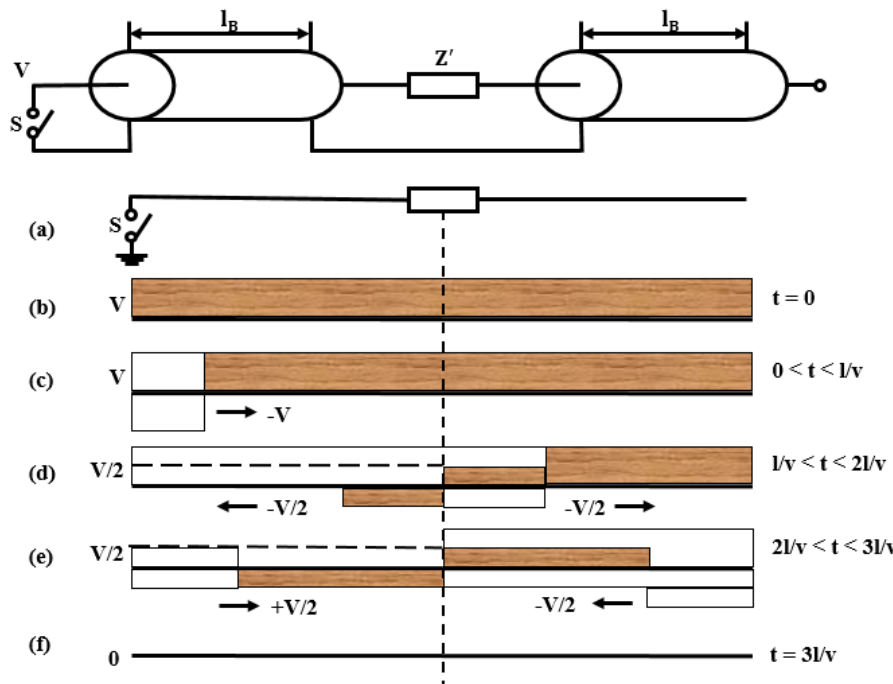 l_B l_B
V Z′
S
S
(a)
(b) V t = 0
(c) V 0 < t < l/v
-V
(d) V/2 l/v < t < 2l/v
-V/2 -V/2
(e) V/2 2l/v < t < 3l/v
+V/2 -V/2
(f) 0 t = 3l/v